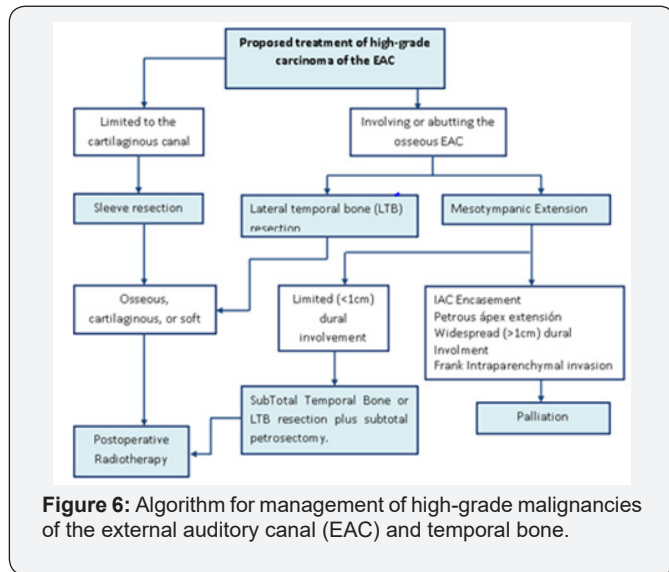 Proposed treatment of high-grade
carcinoma of the EAC
Limited to the
cartilaginous canal
Involving or abutting the
osseous EAC
Sleeve resection
Lateral temporal bone (LTB)
resection
Mesotympanic Extension
Osseous,
cartilaginous, or soft
Limited (<1cm)
dural
involvement
IAC Encasement
Petrous ápex extensión
Widespread (>1cm) dural
Involment
Frank Intraparenchymal invasion
SubTotal Temporal Bone or
LTB resection plus subtotal
petrosectomy.
Palliation
Postoperative
Radiotherapy
Figure 6: Algorithm for management of high-grade malignancies
of the external auditory canal (EAC) and temporal bone.